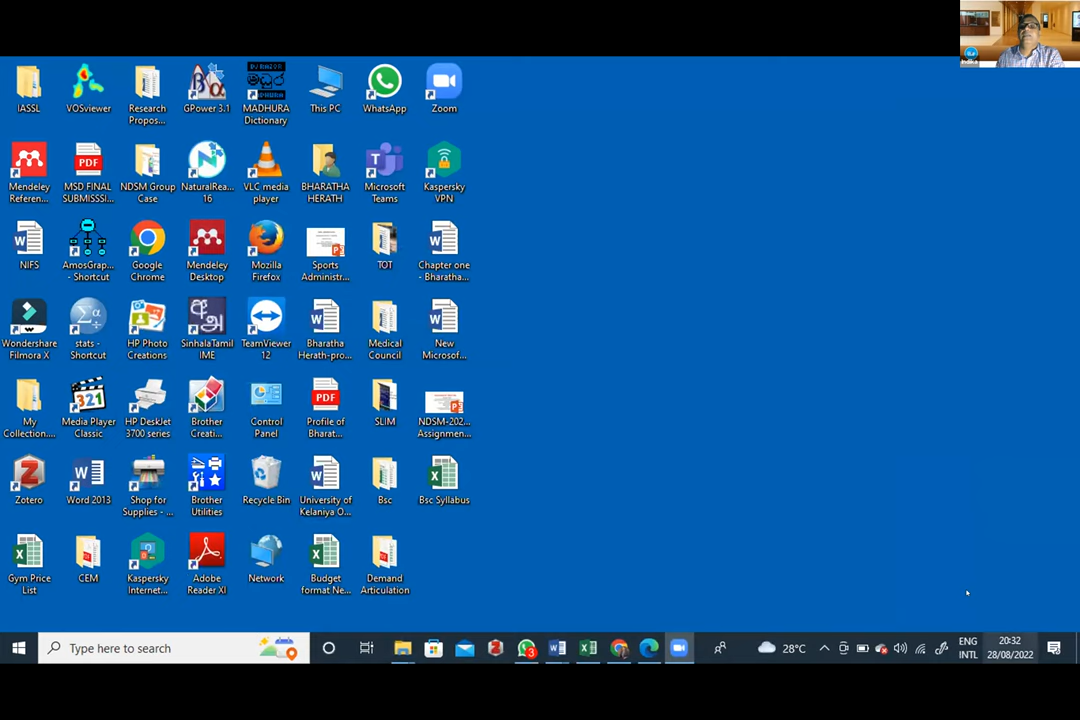 IASSL
VOSviewer
Research
Propos...
GPower 3.1
MADHURA
Dictionary
This PC
WhatsApp
Zoom
Mendeley
Referen...
PDF
MSD FINAL
SUBMISSSI...
NDSM Group
Case
NaturalRea...
16
VLC media
player
BHARATHA
HERATH
Microsoft
Teams
Kaspersky
VPN
NIFS
AmosGrap...
- Shortcut
Google
Chrome
Mendeley
Desktop
Mozilla
Firefox
Sports
Administr...
TOT
Chapter one
- Bharatha...
Wondershare
Filmora X
stats -
Shortcut
HP Photo
Creations
SinhalaTamil
IME
TeamViewer
12
Bharatha
Herath-pro...
Medical
Council
New
Microsof...
My
Collection....
321
Media Player
Classic
HP DeskJet
3700 series
Brother
Creati...
Control
Panel
PDF
Profile of
Bharat...
SLIM
NDSM-202...
Assignmen...
Zotero
Word 2013
Shop for
Supplies - ...
Brother
Utilities
Recycle Bin
University of
Kelaniya O...
Bsc
Bsc Syllabus
Gym Price
List
CEM
Kaspersky
Internet...
Adobe
Reader XI
Network
Budget
format Ne...
Demand
Articulation
Type here to search
3
28°C
ENG
INTL
20:32
28/08/2022